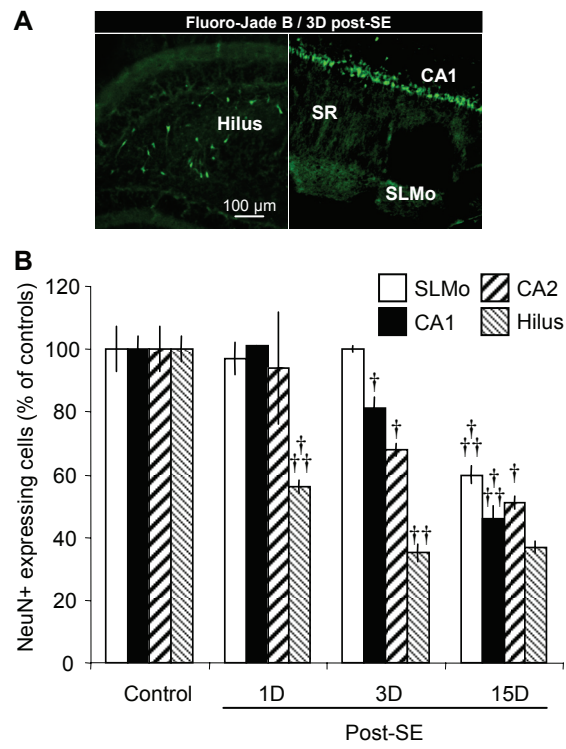 A
Fluoro-Jade B / 3D post-SE
Hilus
100 µm
CA1
SR
SLMo
B
NeuN+ expressing cells (% of controls)
120
100
80
60
40
20
0
SLMo
CA2
CA1
Hilus
†
††
†
†
††
†
††
†
††
†
Control
1D
3D
15D
Post-SE